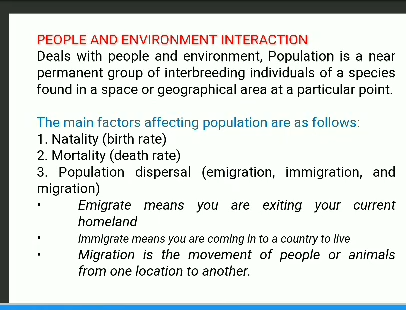 PEOPLE AND ENVIRONMENT INTERACTION
Deals with people and environment, Population is a near
permanent group of interbreeding individuals of a species
found in a space or geographical area at a particular point.
The main factors affecting population are as follows:
1. Natality (birth rate)
2. Mortality (death rate)
3. Population dispersal (emigration, immigration, and
migration)
• Emigrate means you are exiting your current
homeland
• Immigrate means you are coming in to a country to live
• Migration is the movement of people or animals
from one location to another.